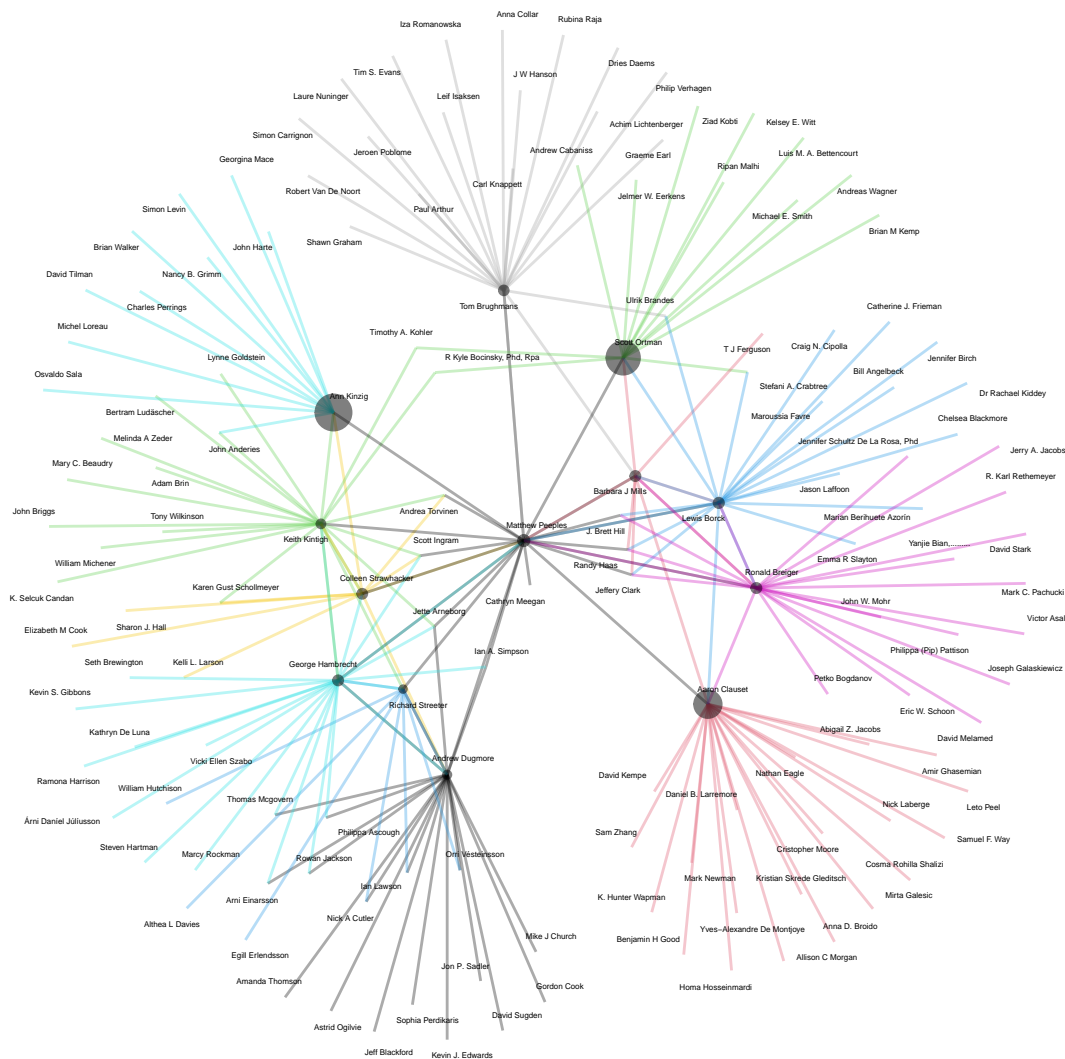 Anna Collar
Rubina Raja
Iza Romanowska
Dries Daems
Tim S. Evans
J W Hanson
Philip Verhagen
Laure Nuninger
Leif Isaksen
Ziad Kobti
Kelsey E. Witt
Simon Carrignon
Achim Lichtenberger
Andrew Cabaniss
Georgina Mace
Jeroen Poblome
Graeme Earl
Luis M. A. Bettencourt
Ripan Malhi
Robert Van De Noort
Carl Knappett
Jelmer W. Eerkens
Andreas Wagner
Simon Levin
Paul Arthur
Michael E. Smith
Brian M Kemp
Brian Walker
John Harte
Shawn Graham
David Tilman
Nancy B. Grimm
Charles Perrings
Tom Brughmans
Ulrik Brandes
Catherine J. Frieman
Michel Loreau
Timothy A. Kohler
Scott Ortman
Craig N. Cipolla
Lynne Goldstein
R Kyle Bocinsky, Phd, Rpa
T J Ferguson
Jennifer Birch
Osvaldo Sala
Bill Angelbeck
Stefani A. Crabtree
Ann Kinzig
Dr Rachael Kiddey
Bertram Ludäscher
Maroussia Favre
Chelsea Blackmore
Melinda A Zeder
Jennifer Schultz De La Rosa, Phd
John Anderies
Jerry A. Jacobs
Mary C. Beaudry
Adam Brin
R. Karl Rethemeyer
Jason Laffoon
Barbara J Mills
John Briggs
Tony Wilkinson
Andrea Torvinen
Lewis Borck
Marian Berihuete Azorín
Matthew Peeples
J. Brett Hill
Keith Kintigh
Scott Ingram
Yanjie Bian,..........
David Stark
William Michener
Emma R Slayton
Randy Haas
Ronald Breiger
Colleen Strawhacker
Karen Gust Schollmeyer
Jeffery Clark
Cathryn Meegan
Mark C. Pachucki
K. Selcuk Candan
John W. Mohr
Elizabeth M Cook
Sharon J. Hall
Jette Arneborg
Victor Asal
Ian A. Simpson
Philippa (Pip) Pattison
Seth Brewington
Kelli L. Larson
George Hambrecht
Petko Bogdanov
Joseph Galaskiewicz
Kevin S. Gibbons
Richard Streeter
Aaron Clauset
Eric W. Schoon
Kathryn De Luna
Abigail Z. Jacobs
David Melamed
Vicki Ellen Szabo
Andrew Dugmore
Ramona Harrison
David Kempe
Nathan Eagle
Amir Ghasemian
William Hutchison
Daniel B. Larremore
Thomas Mcgovern
Nick Laberge
Leto Peel
Árni Daníel Júlíusson
Philippa Ascough
Sam Zhang
Samuel F. Way
Steven Hartman
Marcy Rockman
Rowan Jackson
Orri Vésteinsson
Cristopher Moore
Cosma Rohilla Shalizi
Ian Lawson
Mark Newman
Kristian Skrede Gleditsch
Mirta Galesic
Arni Einarsson
K. Hunter Wapman
Althea L Davies
Nick A Cutler
Yves−Alexandre De Montjoye
Anna D. Broido
Mike J Church
Benjamin H Good
Egill Erlendsson
Allison C Morgan
Jon P. Sadler
Amanda Thomson
Gordon Cook
Homa Hosseinmardi
Sophia Perdikaris
David Sugden
Astrid Ogilvie
Jeff Blackford
Kevin J. Edwards